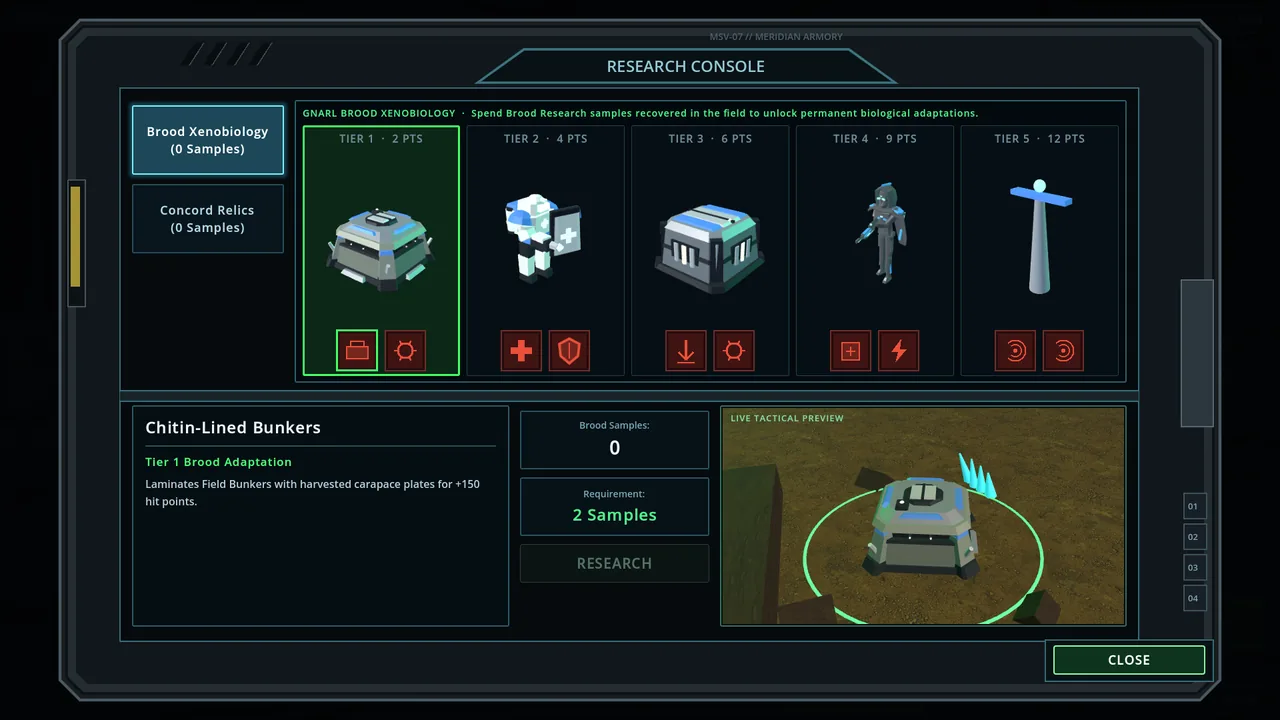 MSV-07 // MERIDIAN ARMORY
RESEARCH CONSOLE
Brood Xenobiology
(0 Samples)
Concord Relics
(0 Samples)
GNARL BROOD XENOBIOLOGY · Spend Brood Research samples recovered in the field to unlock permanent biological adaptations.
TIER 1 · 2 PTS
TIER 2 · 4 PTS
TIER 3 · 6 PTS
TIER 4 · 9 PTS
TIER 5 · 12 PTS
Chitin-Lined Bunkers
Tier 1 Brood Adaptation
Laminates Field Bunkers with harvested carapace plates for +150
hit points.
Brood Samples:
0
Requirement:
2 Samples
RESEARCH
LIVE TACTICAL PREVIEW
01
02
03
04
CLOSE